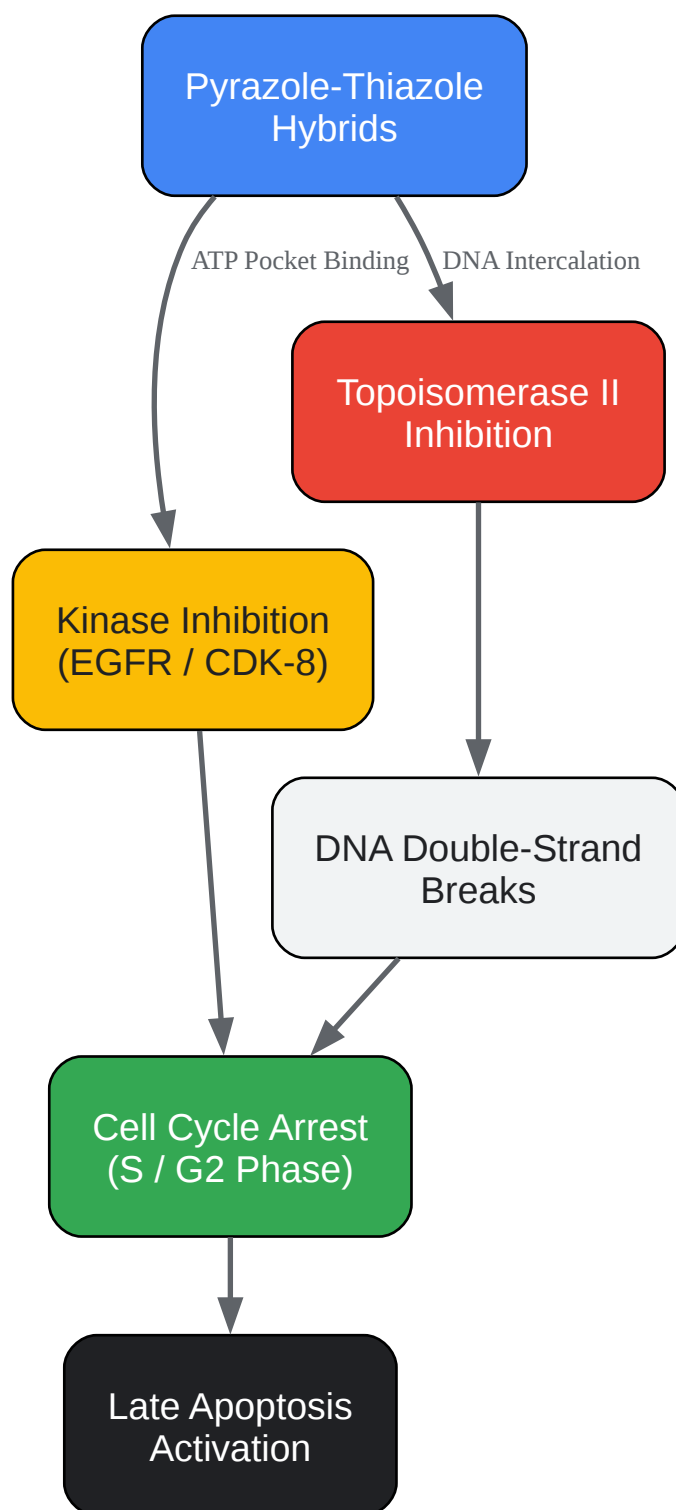 Pyrazole-Thiazole
Hybrids
ATP Pocket Binding
DNA Intercalation
Topoisomerase II
Inhibition
Kinase Inhibition
(EGFR / CDK-8)
DNA Double-Strand
Breaks
Cell Cycle Arrest
(S / G2 Phase)
Late Apoptosis
Activation